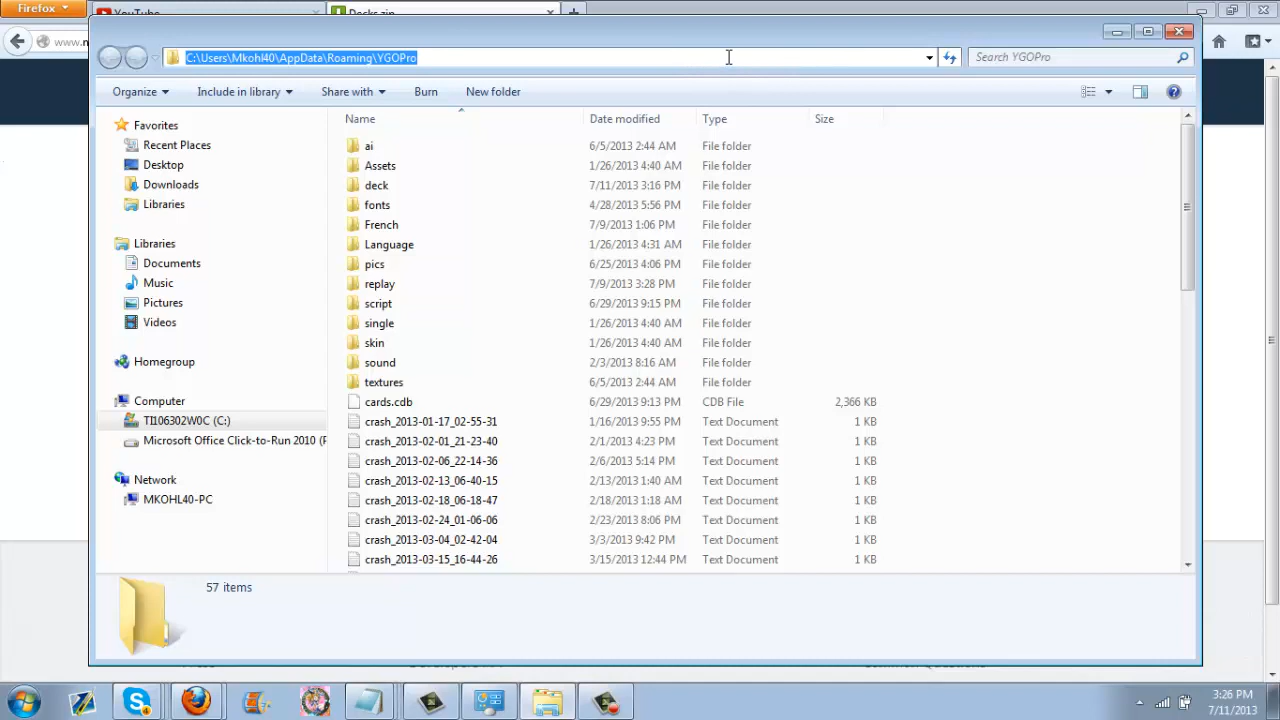 Firefox
YouTube
Decks.zip
www.n
C:\Users\Mkohl40\AppData\Roaming\YGOPro
Search YGOPro
Organize
Include in library
Share with
Burn
New folder
Name
Date modified
Type
Size
Favorites
Recent Places
Desktop
Downloads
Libraries
Libraries
Documents
Music
Pictures
Videos
Homegroup
Computer
TI106302W0C (C:)
Microsoft Office Click-to-Run 2010 (P
Network
MKOHL40-PC
ai 6/5/2013 2:44 AM File folder
Assets 1/26/2013 4:40 AM File folder
deck 7/11/2013 3:16 PM File folder
fonts 4/28/2013 5:56 PM File folder
French 7/9/2013 1:06 PM File folder
Language 1/26/2013 4:31 AM File folder
pics 6/25/2013 4:06 PM File folder
replay 7/9/2013 3:28 PM File folder
script 6/29/2013 9:15 PM File folder
single 1/26/2013 4:40 AM File folder
skin 1/26/2013 4:40 AM File folder
sound 2/3/2013 8:16 AM File folder
textures 6/5/2013 2:44 AM File folder
cards.cdb 6/29/2013 9:13 PM CDB File 2,366 KB
crash_2013-01-17_02-55-31 1/16/2013 9:55 PM Text Document 1 KB
crash_2013-02-01_21-23-40 2/1/2013 4:23 PM Text Document 1 KB
crash_2013-02-06_22-14-36 2/6/2013 5:14 PM Text Document 1 KB
crash_2013-02-13_06-40-15 2/13/2013 1:40 AM Text Document 1 KB
crash_2013-02-18_06-18-47 2/18/2013 1:18 AM Text Document 1 KB
crash_2013-02-24_01-06-06 2/23/2013 8:06 PM Text Document 1 KB
crash_2013-03-04_02-42-04 3/3/2013 9:42 PM Text Document 1 KB
crash_2013-03-15_16-44-26 3/15/2013 12:44 PM Text Document 1 KB
57 items
3:26 PM
7/11/2013